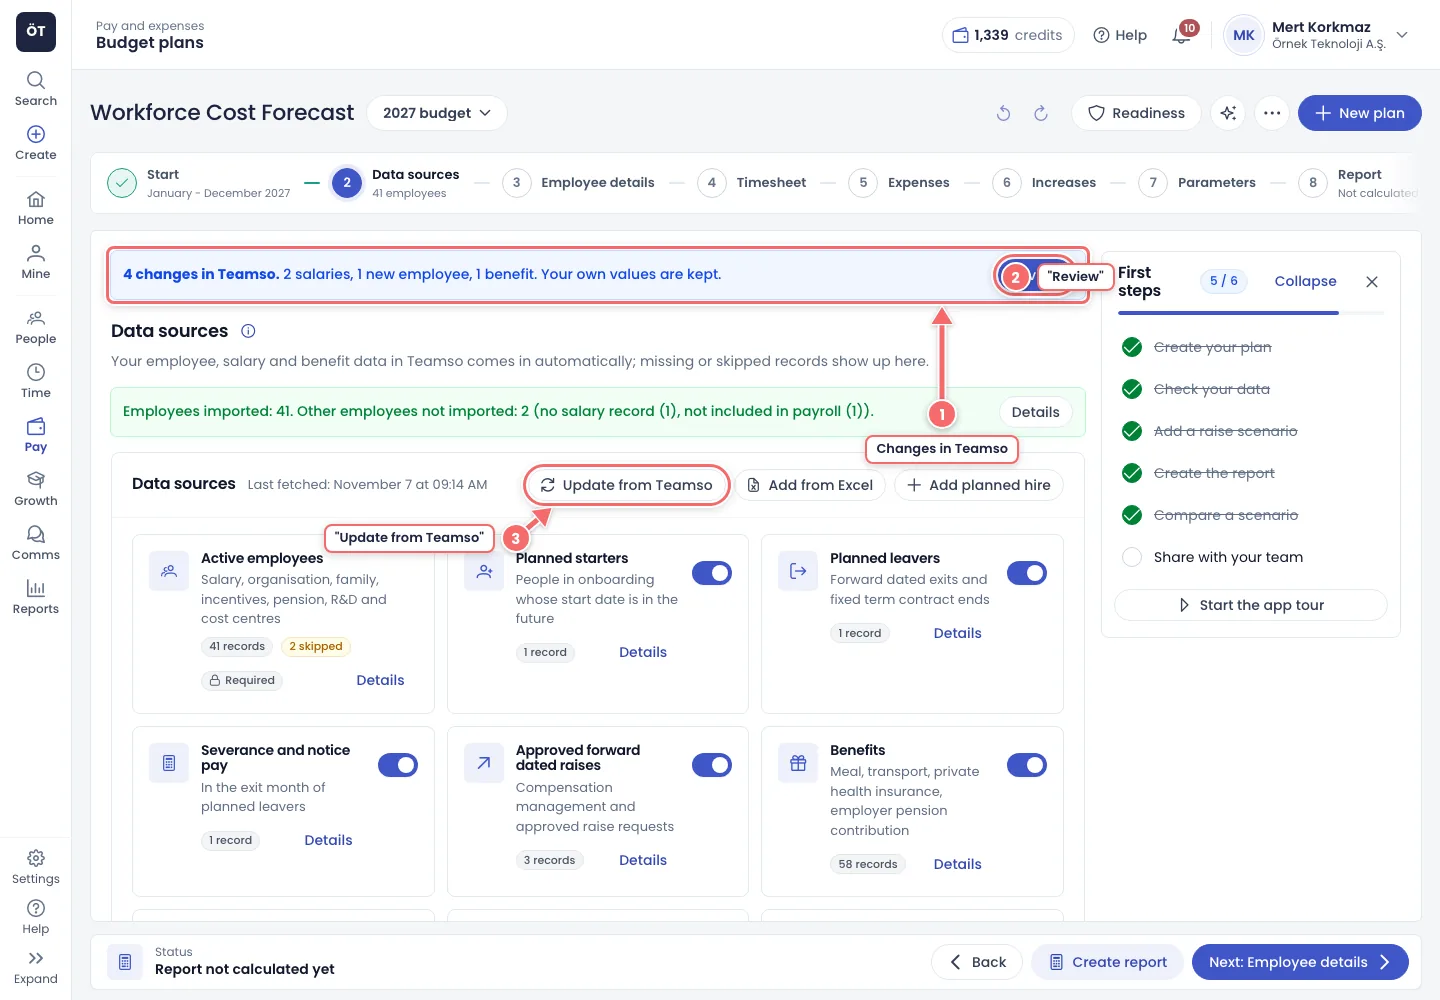 ÖT
Search
Create
Home
Mine
People
Time
Pay
Growth
Comms
Reports
Settings
Help
Expand
Pay and expenses
Budget plans
1,339 credits
Help
10
MK
Mert Korkmaz
Örnek Teknoloji A.Ş.
Workforce Cost Forecast
2027 budget
Readiness
New plan
Start
January - December 2027
2
Data sources
41 employees
3
Employee details
4
Timesheet
5
Expenses
6
Increases
7
Parameters
8
Report
Not calculated
4 changes in Teamso. 2 salaries, 1 new employee, 1 benefit. Your own values are kept.
2
"Review"
Data sources
Your employee, salary and benefit data in Teamso comes in automatically; missing or skipped records show up here.
Employees imported: 41. Other employees not imported: 2 (no salary record (1), not included in payroll (1)).
1
Details
Changes in Teamso
Data sources
Last fetched: November 7 at 09:14 AM
Update from Teamso
Add from Excel
Add planned hire
"Update from Teamso"
3
Active employees
Salary, organisation, family,
incentives, pension, R&D and
cost centres
41 records
2 skipped
Required
Details
Planned starters
People in onboarding
whose start date is in the
future
1 record
Details
Planned leavers
Forward dated exits and
fixed term contract ends
1 record
Details
Severance and notice
pay
In the exit month of
planned leavers
1 record
Details
Approved forward
dated raises
Compensation
management and
approved raise requests
3 records
Details
Benefits
Meal, transport, private
health insurance,
employer pension
contribution
58 records
Details
First
steps
5 / 6
Collapse
Create your plan
Check your data
Add a raise scenario
Create the report
Compare a scenario
Share with your team
Start the app tour
Status
Report not calculated yet
Back
Create report
Next: Employee details